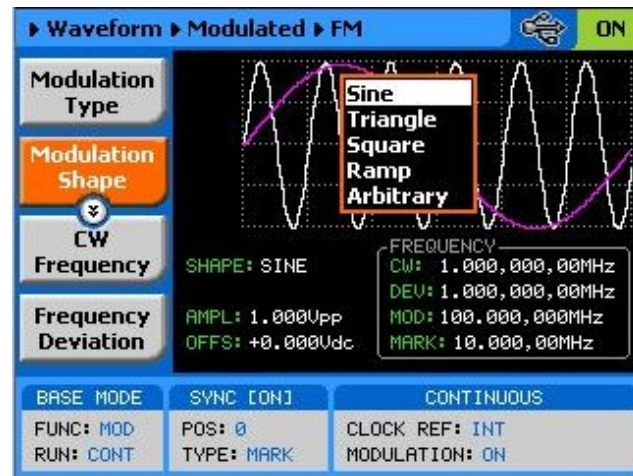 ▸ Waveform ▸ Modulated ▸ FM ON
Modulation
Type
Modulation
Shape
CW
Frequency
Frequency
Deviation
Sine
Triangle
Square
Ramp
Arbitrary
SHAPE: SINE
AMPL: 1.000Vpp
OFFS: +0.000Vdc
FREQUENCY
CW: 1.000,000,00MHz
DEV: 1.000,000,00MHz
MOD: 100.000,000MHz
MARK: 10.000,00MHz
BASE MODE
FUNC: MOD
RUN: CONT
SYNC [ON]
POS: 0
TYPE: MARK
CONTINUOUS
CLOCK REF: INT
MODULATION: ON